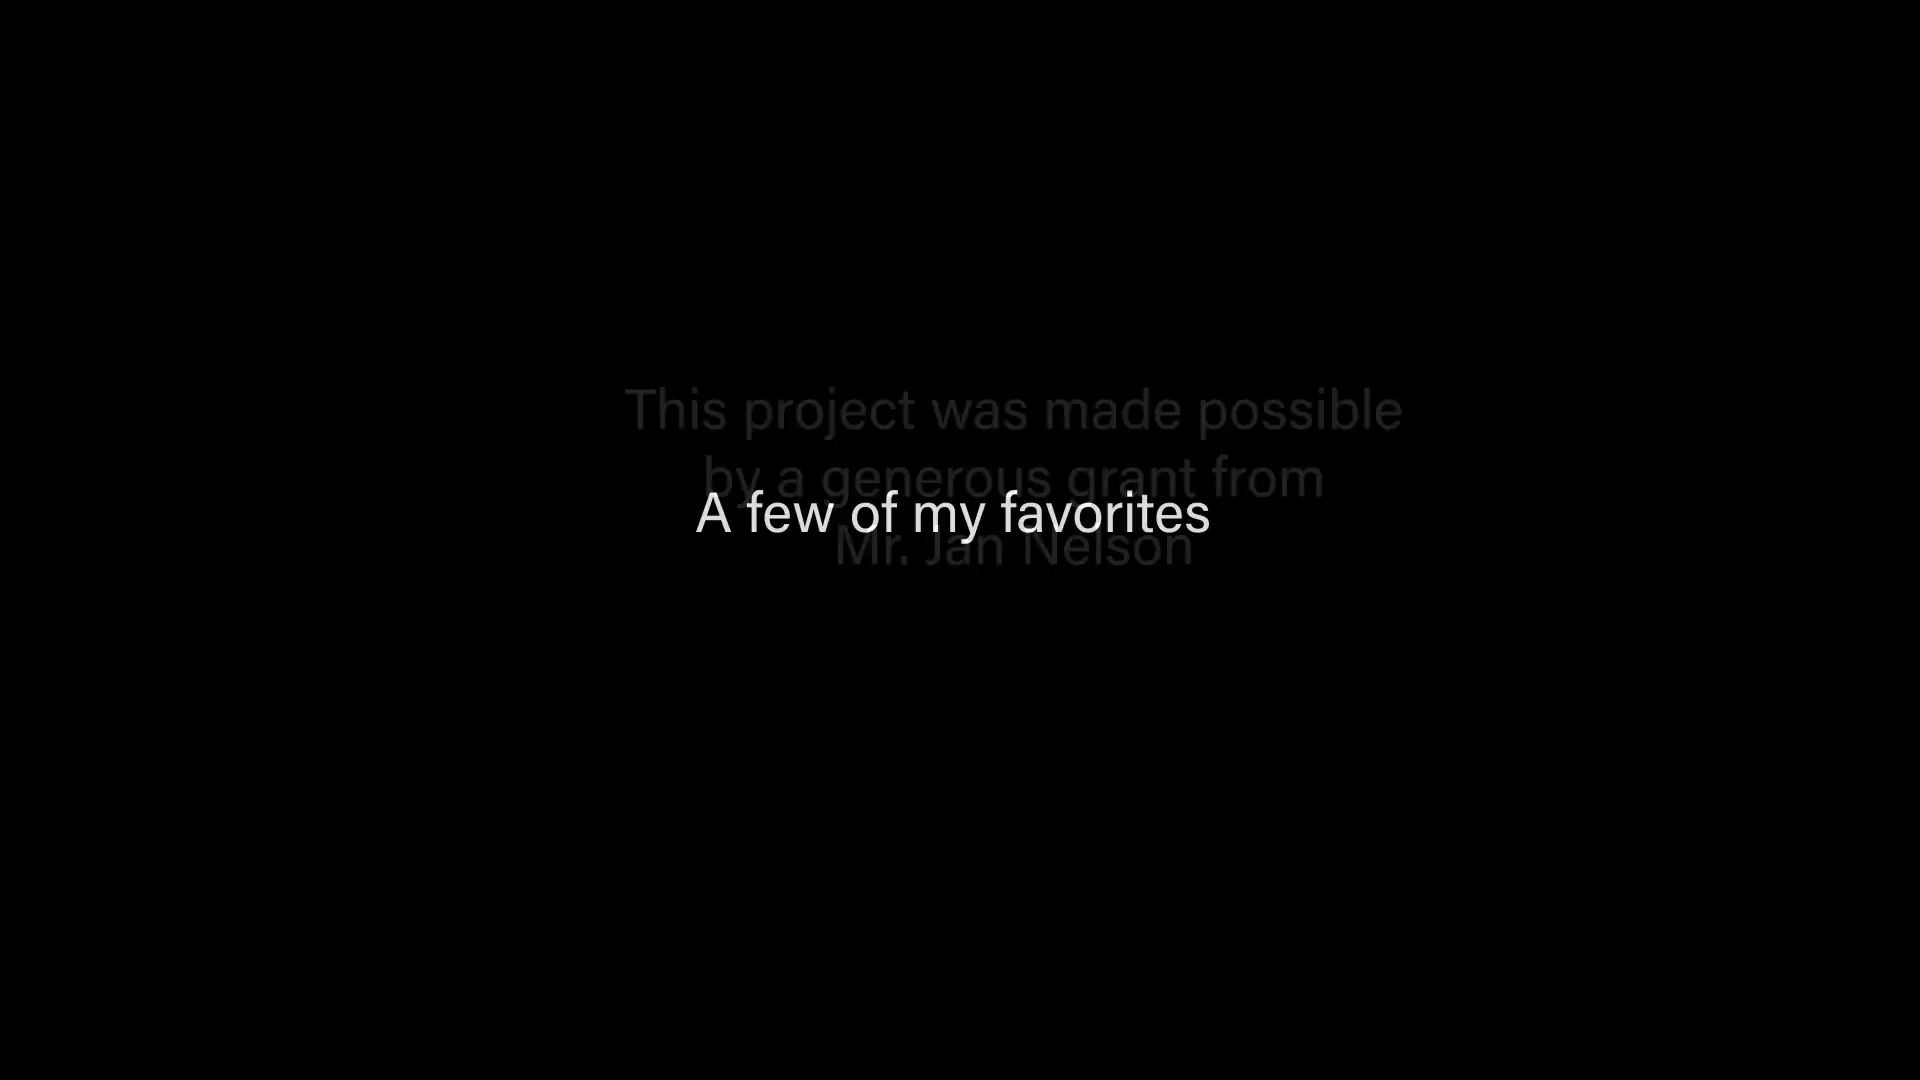 This project was made possible
by a generous grant from
A few of my favorites
Mr. Jan Nelson